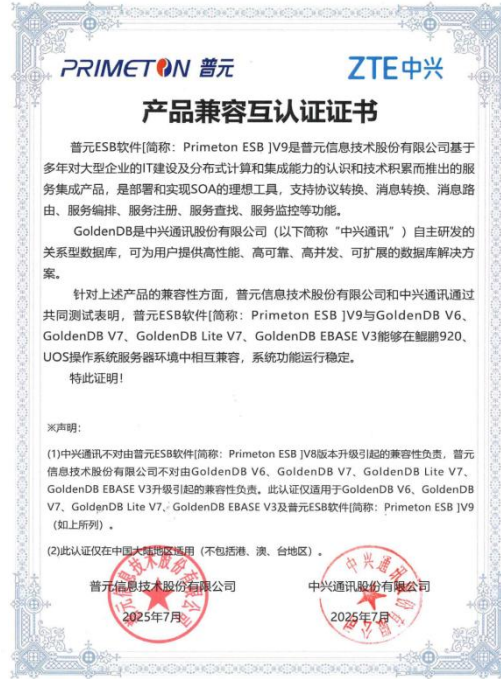 PRIMETON 普元
ZTE中兴
产品兼容互认证证书
普元ESB软件[简称：Primeton ESB ]V9是普元信息技术股份有限公司基于
多年对大型企业的IT建设及分布式计算和集成能力的认识和技术积累而推出的服
务集成产品，是部署和实现SOA的理想工具，支持协议转换、消息转换、消息路
由、服务编排、服务注册、服务查找、服务监控等功能。
GoldenDB是中兴通讯股份有限公司（以下简称“中兴通讯”）自主研发的
关系型数据库，可为用户提供高性能、高可靠、高并发、可扩展的数据库解决方
案。
针对上述产品的兼容性方面，普元信息技术股份有限公司和中兴通讯通过
共同测试表明，普元ESB软件[简称：Primeton ESB ]V9与GoldenDB V6、
GoldenDB V7、GoldenDB Lite V7、GoldenDB EBASE V3能够在鲲鹏920、
UOS操作系统服务器环境中相互兼容，系统功能运行稳定。
特此证明！
※声明：
(1)中兴通讯不对由普元ESB软件[简称：Primeton ESB ]V8版本升级引起的兼容性负责，普元
信息技术股份有限公司不对由GoldenDB V6、GoldenDB V7、GoldenDB Lite V7、
GoldenDB EBASE V3升级引起的兼容性负责。此认证仅适用于GoldenDB V6、GoldenDB
V7、GoldenDB Lite V7、GoldenDB EBASE V3及普元ESB软件[简称：Primeton ESB ]V9
（如上所列）。
(2)此认证仅在中国大陆地区适用（不包括港、澳、台地区）。
普元信息技术股份有限公司
中兴通讯股份有限公司
2025年7月
2025年7月
普元信息技术股份有限公司
中兴通讯股份有限公司